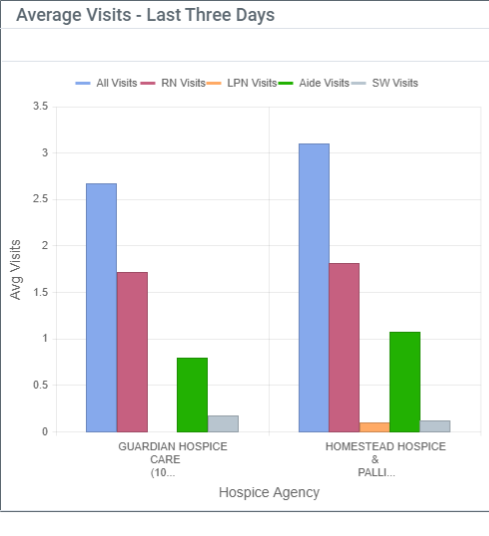 Average Visits - Last Three Days
All Visits RN Visits LPN Visits Aide Visits SW Visits
3.5
3
2.5
2
1.5
1
0.5
0
Avg Visits
GUARDIAN HOSPICE
CARE
(10...
HOMESTEAD HOSPICE
&
PALLI...
Hospice Agency